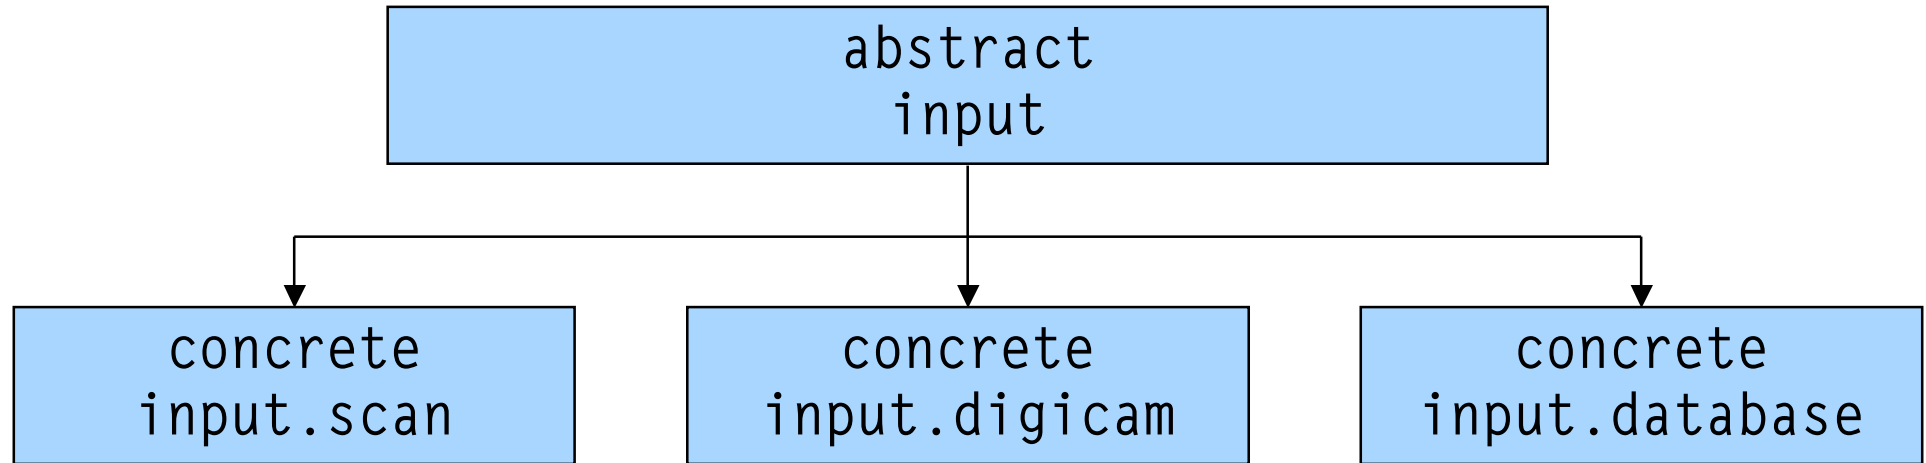 abstract
input
concrete
input.scan
concrete
input.digicam
concrete
input.database